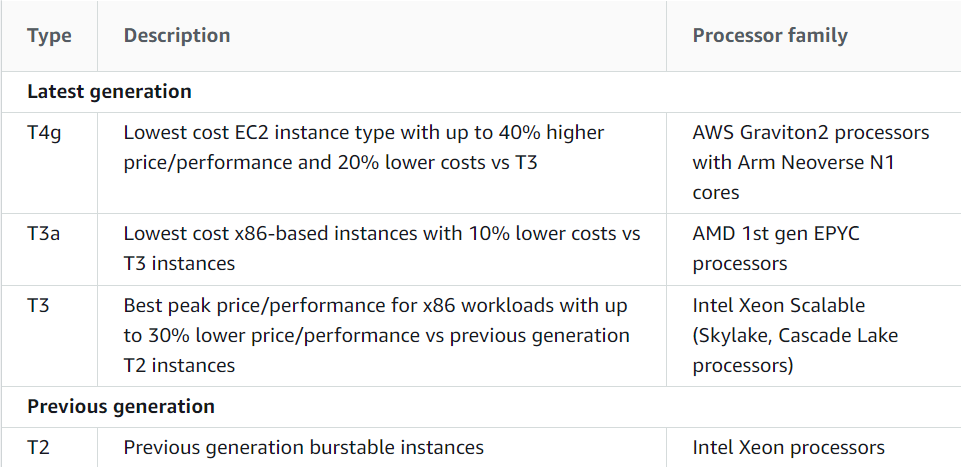 Type Description Processor family
Latest generation
T4g Lowest cost EC2 instance type with up to 40% higher AWS Graviton2 processors
price/performance and 20% lower costs vs T3 with Arm Neoverse N1
cores
T3a Lowest cost x86-based instances with 10% lower costs vs AMD 1st gen EPYC
T3 instances processors
T3 Best peak price/performance for x86 workloads with up Intel Xeon Scalable
to 30% lower price/performance vs previous generation (Skylake, Cascade Lake
T2 instances processors)
Previous generation
T2 Previous generation burstable instances Intel Xeon processors